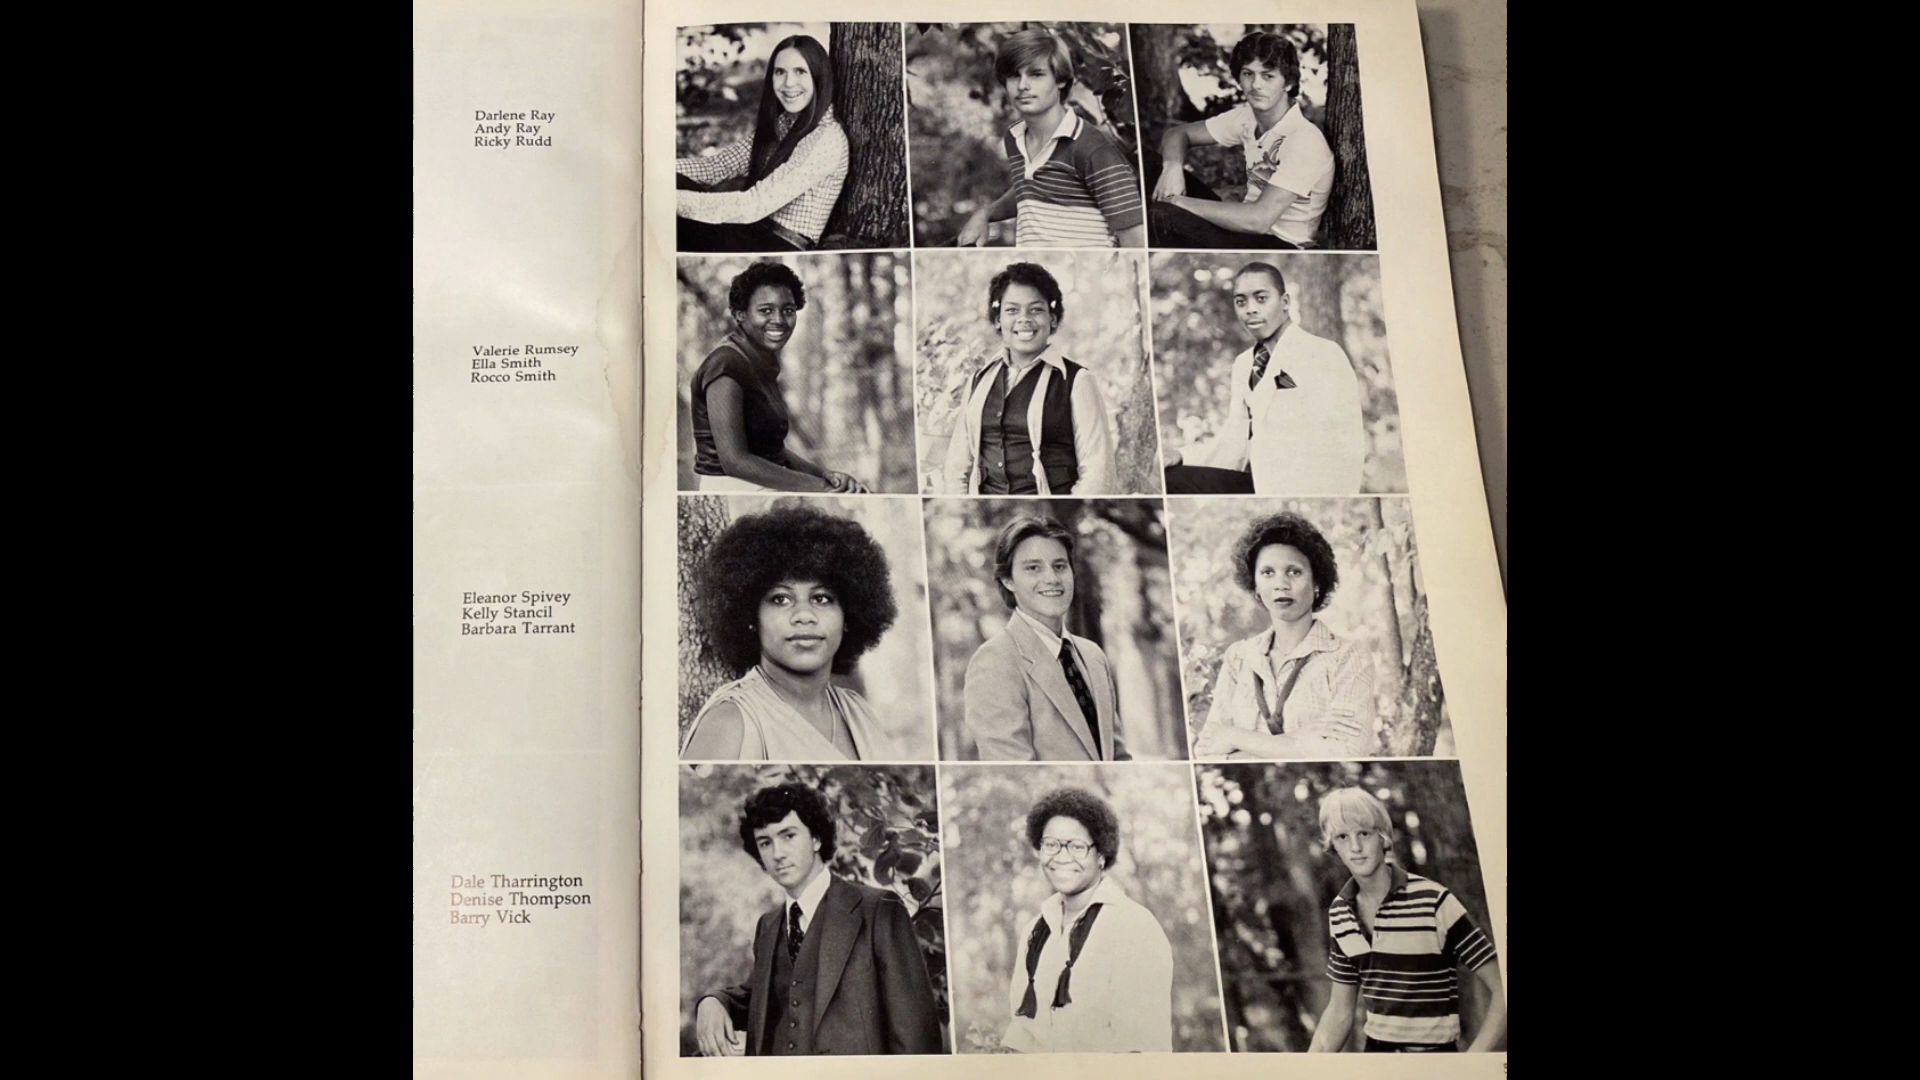 Darlene Ray
Andy Ray
Ricky Rudd
Valerie Rumsey
Ella Smith
Rocco Smith
Eleanor Spivey
Kelly Stancil
Barbara Tarrant
Dale Tharrington
Denise Thompson
Barry Vick